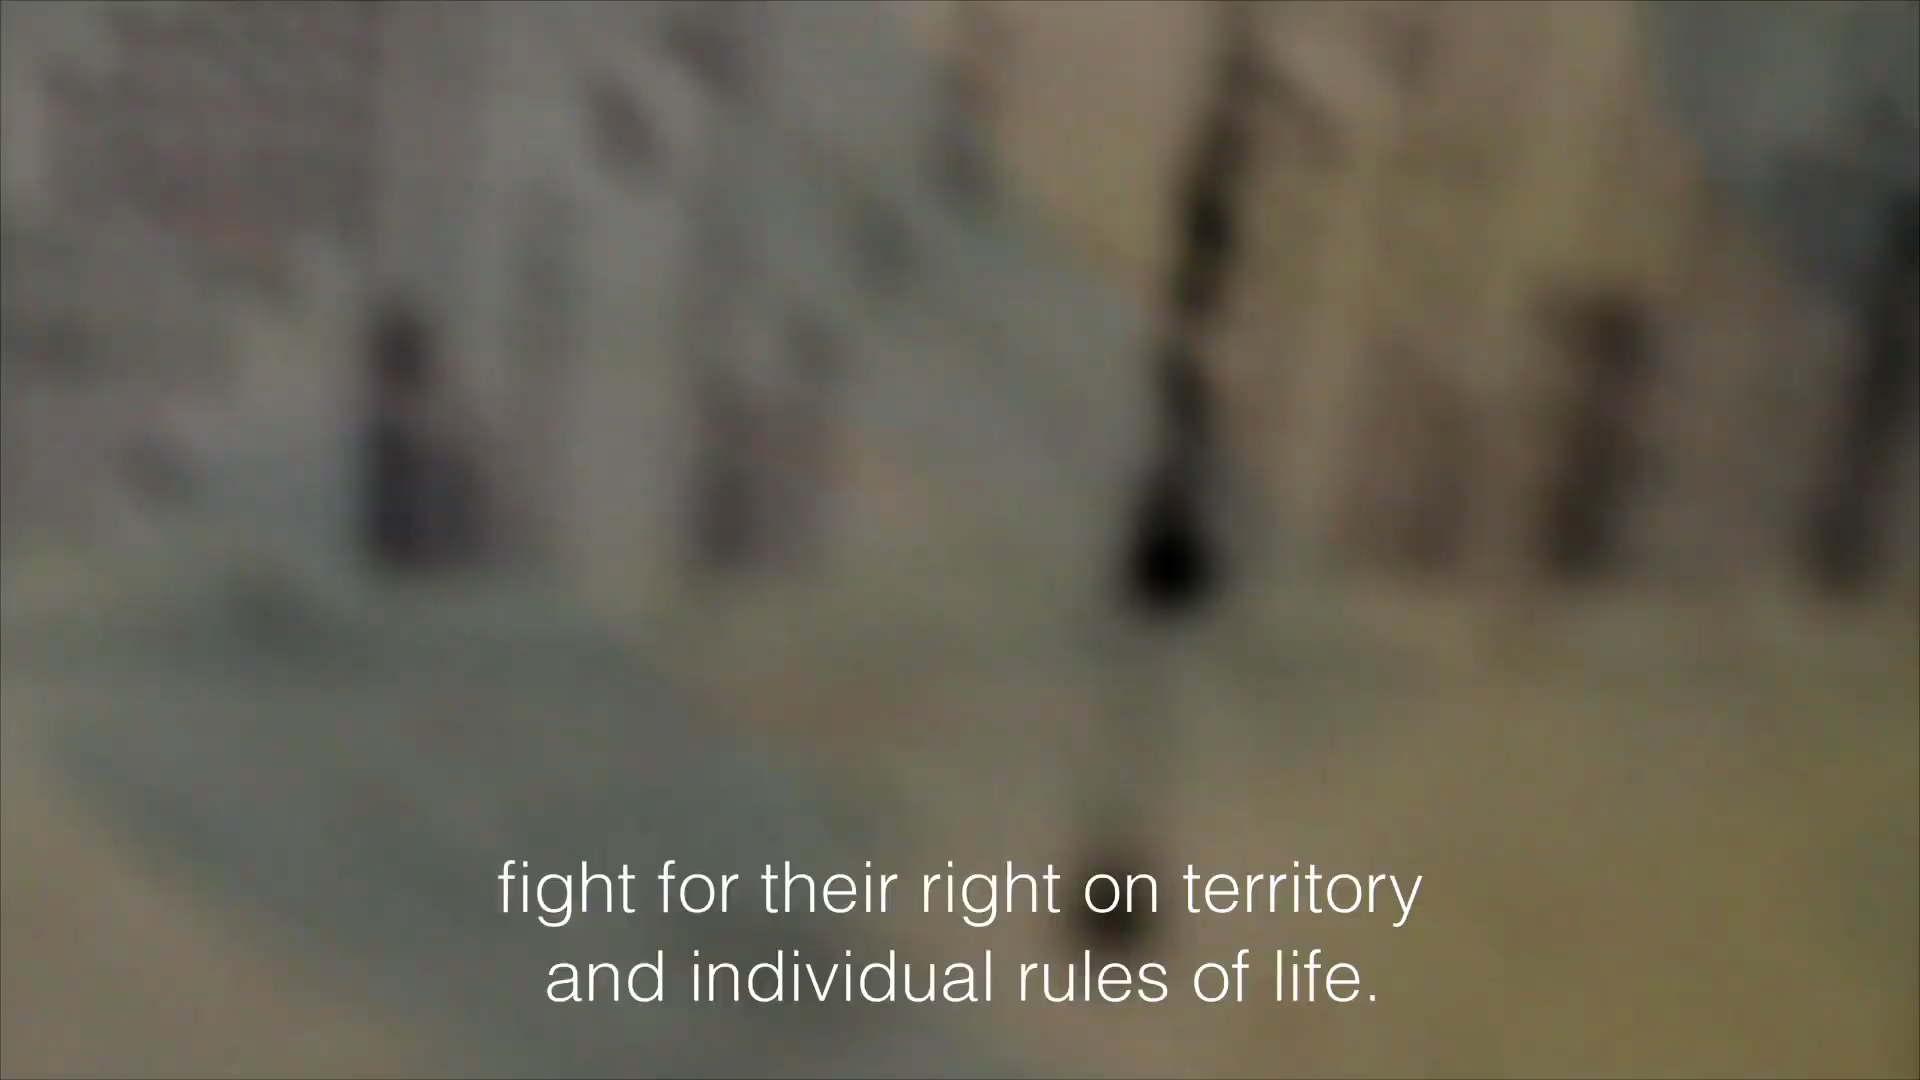 fight for their right on territory
and individual rules of life.